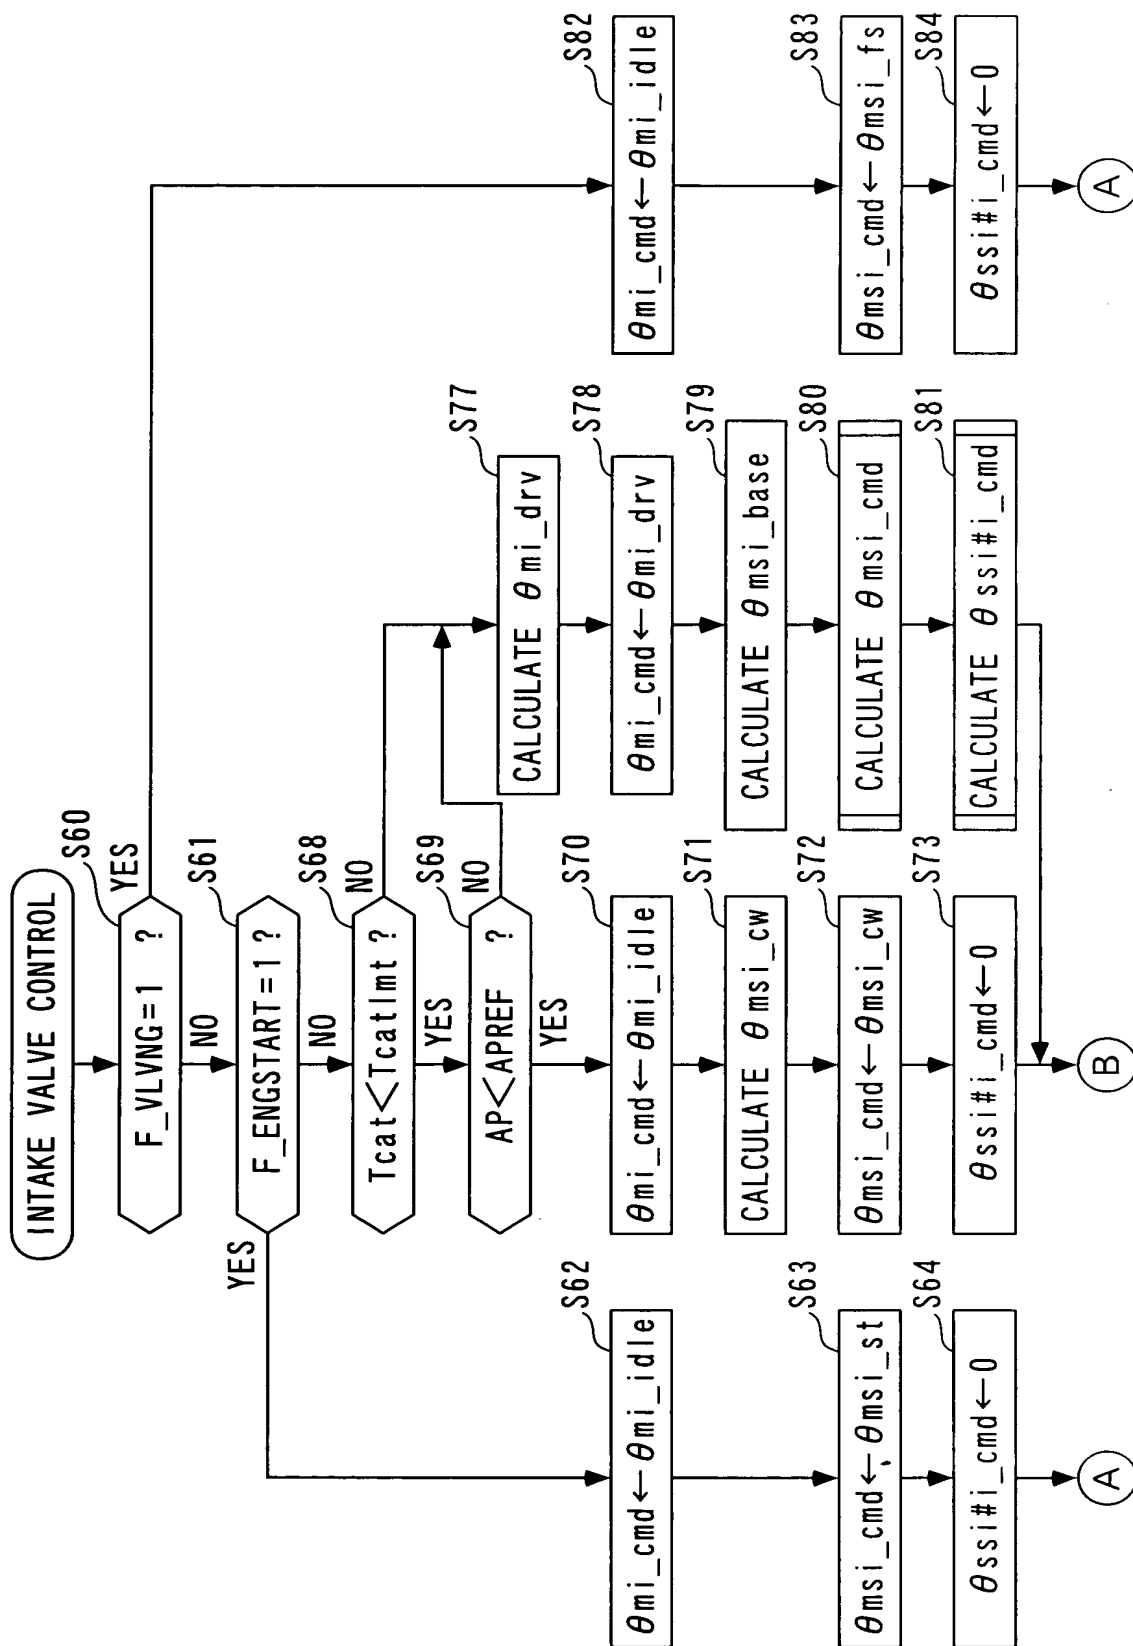 INTAKE VALVE CONTROL
S60
F_VLVNG=1 ?
YES
NO
S61
F_ENGSTART=1 ?
YES
NO
S68
Tcat<Tcatlmt ?
NO
YES
S69
AP<APREF ?
NO
YES
S62
θmi_cmd←θmi_idle
S63
θmsi_cmd←θmsi_st
S64
θssi#i_cmd←0
A
S70
θmi_cmd←θmi_idle
S71
CALCULATE θmsi_cw
S72
θmsi_cmd←θmsi_cw
S73
θssi#i_cmd←0
B
S77
CALCULATE θmi_drv
S78
θmi_cmd←θmi_drv
S79
CALCULATE θmsi_base
S80
CALCULATE θmsi_cmd
S81
CALCULATE θssi#i_cmd
S82
θmi_cmd←θmi_idle
S83
θmsi_cmd←θmsi_fs
S84
θssi#i_cmd←0
A